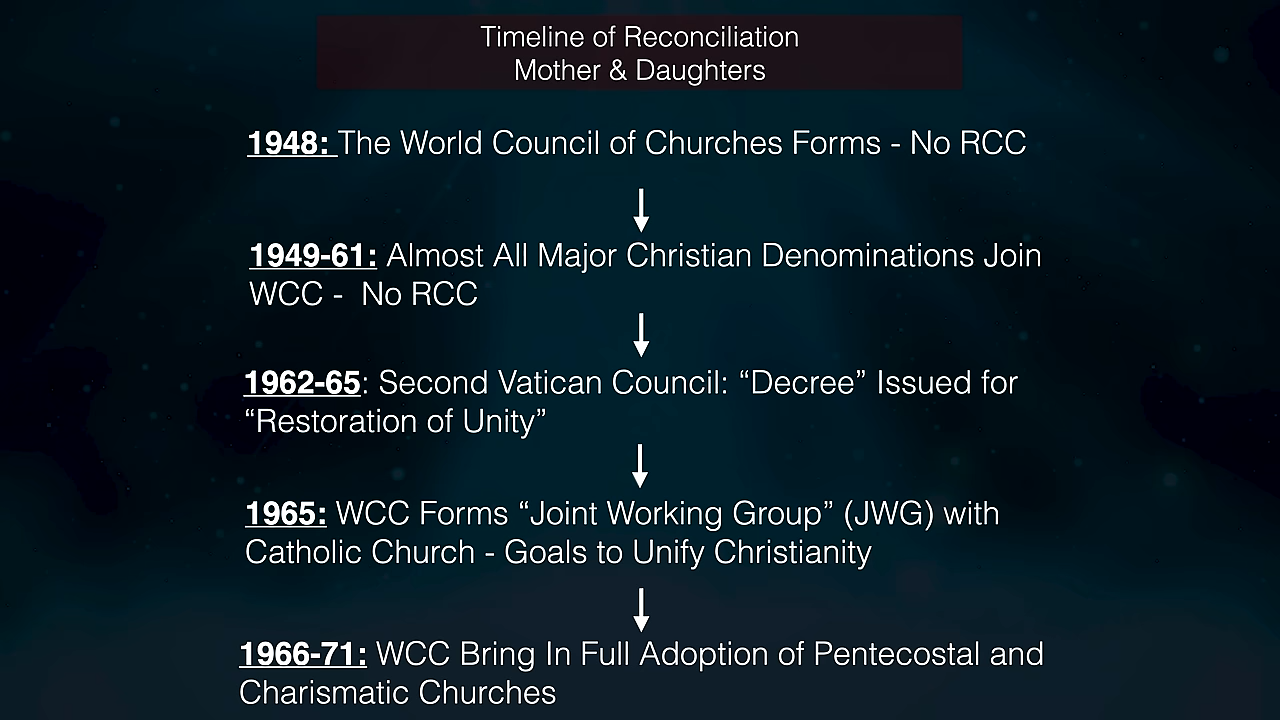 Timeline of Reconciliation
Mother & Daughters
1948: The World Council of Churches Forms - No RCC
1949-61: Almost All Major Christian Denominations Join
WCC - No RCC
1962-65: Second Vatican Council: “Decree” Issued for
“Restoration of Unity”
1965: WCC Forms “Joint Working Group” (JWG) with
Catholic Church - Goals to Unify Christianity
1966-71: WCC Bring In Full Adoption of Pentecostal and
Charismatic Churches